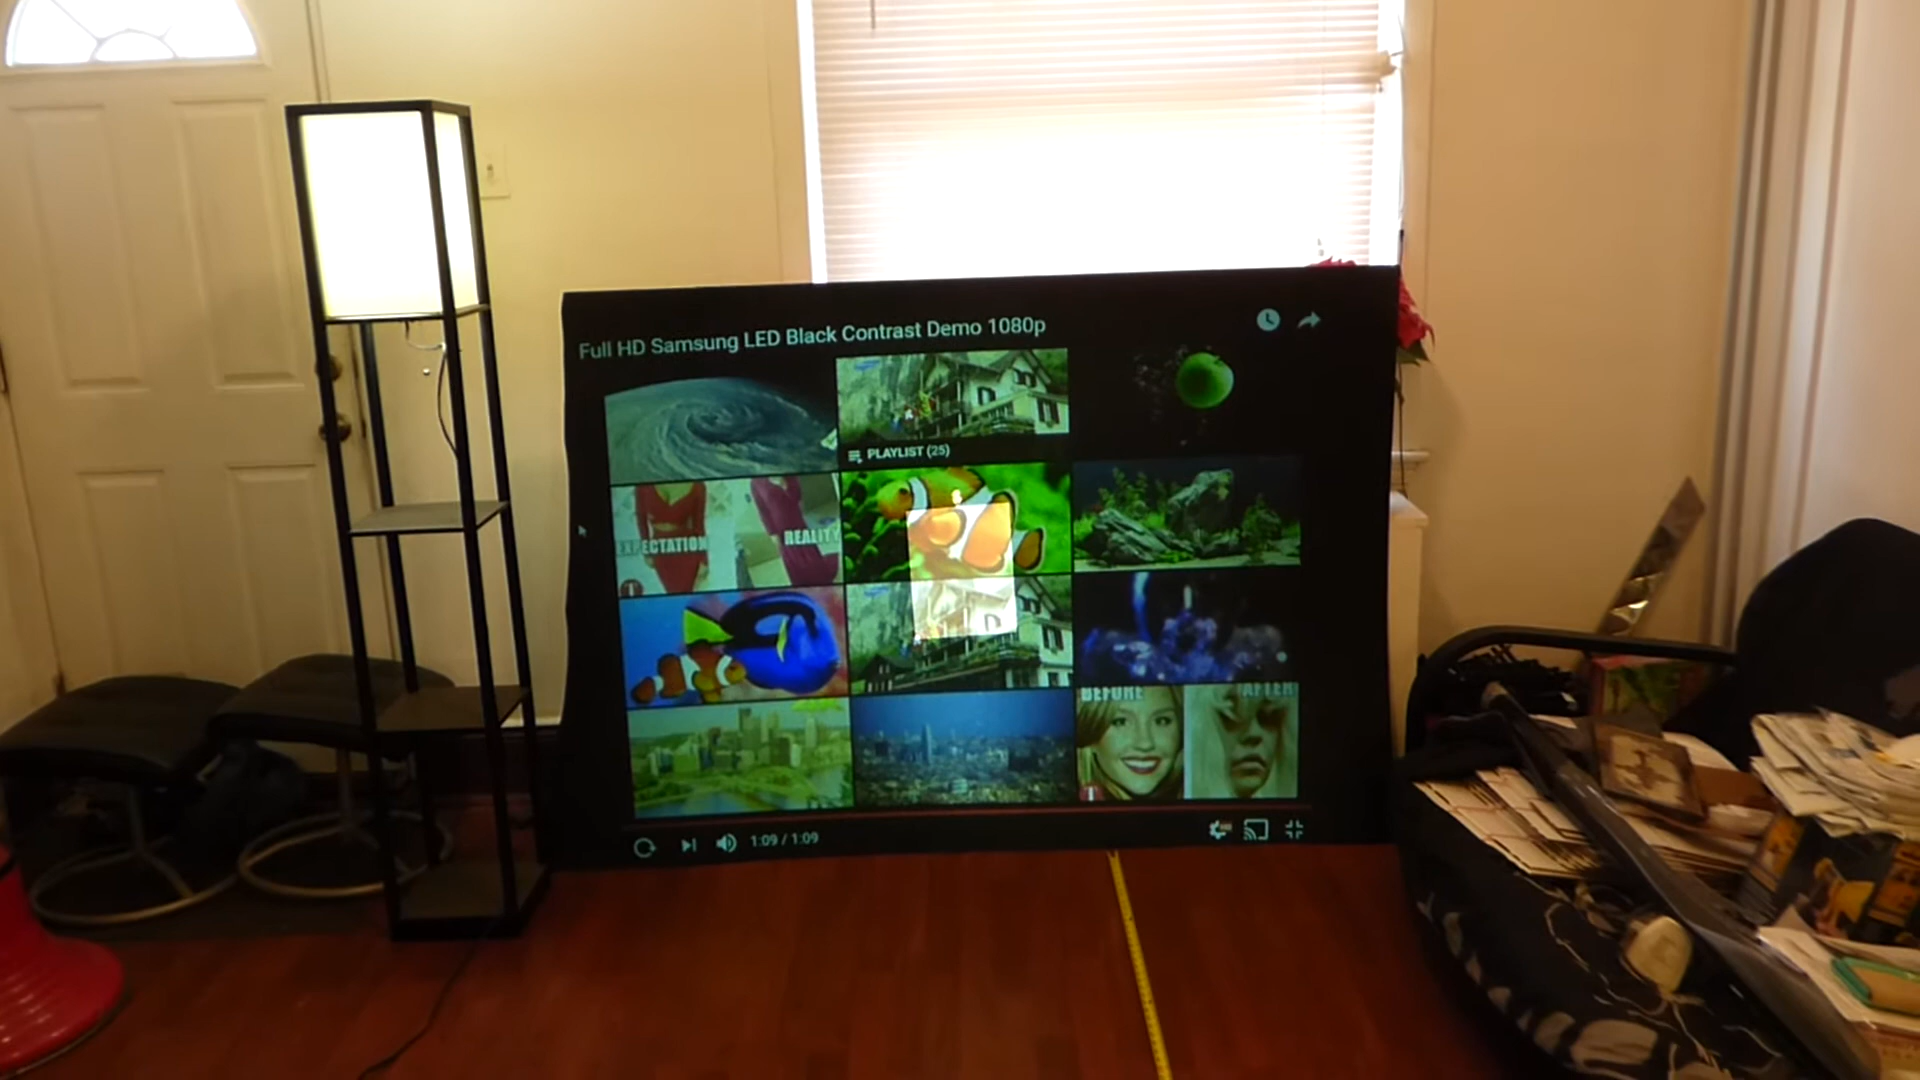 Full HD Samsung LED Black Contrast Demo 1080p
PLAYLIST (25)
EXPECTATION
REALITY
BEFORE
AFTER
1:09 / 1:09